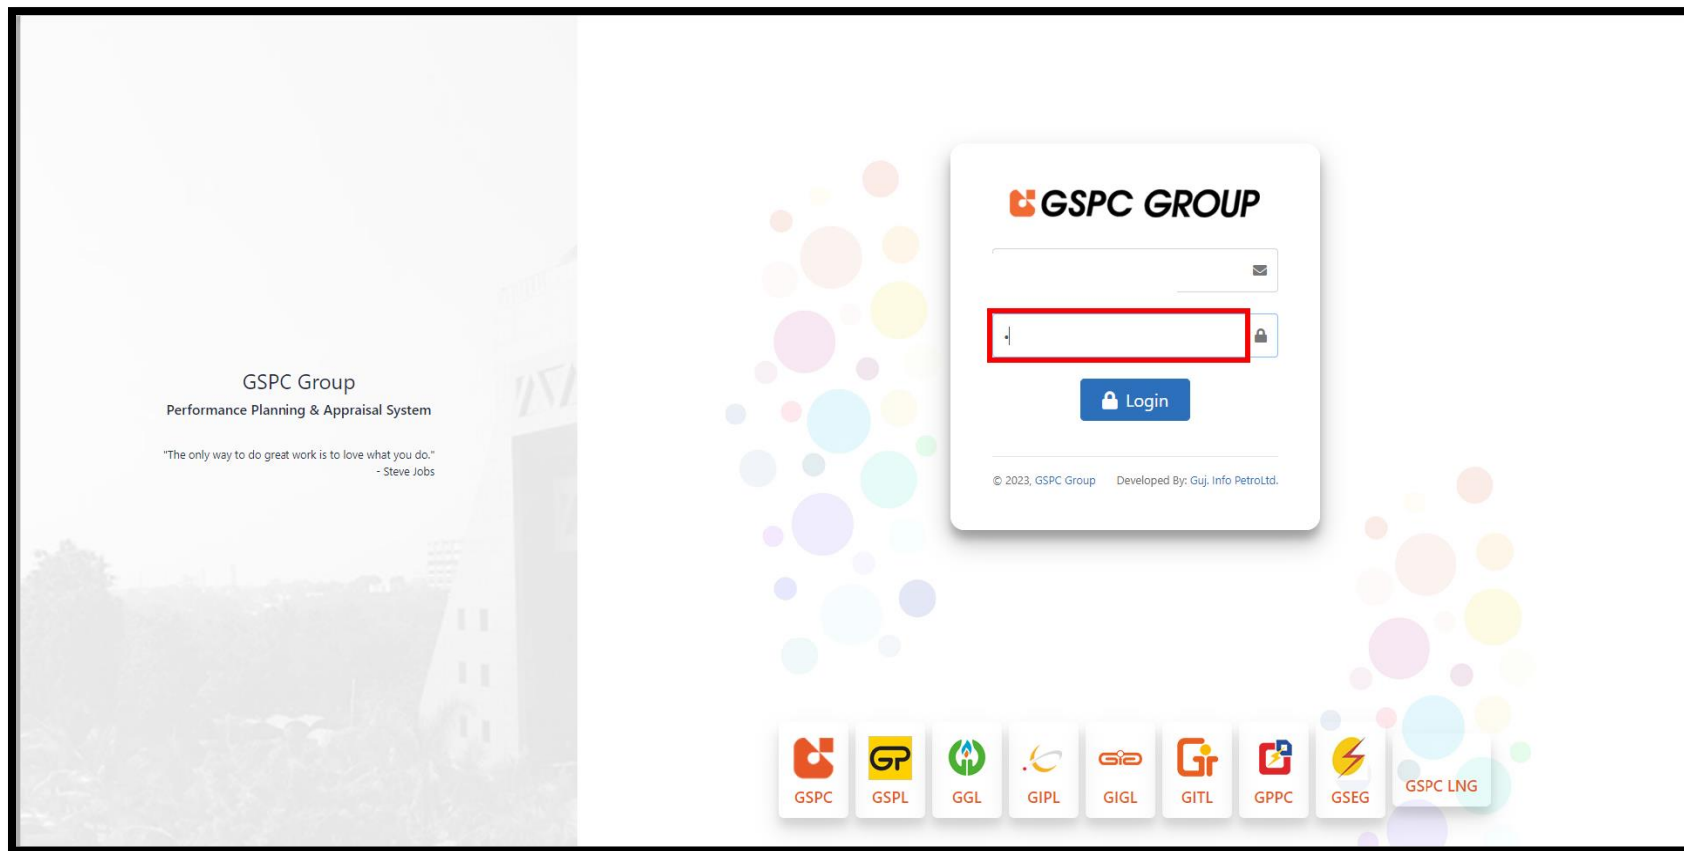 GSPC Group
Performance Planning & Appraisal System
"The only way to do great work is to love what you do."
- Steve Jobs
GSPC GROUP
Login
© 2023, GSPC Group Developed By: Guj. Info PetroLtd.
GSPC GSPL GGL GIPL GIGL GITL GPPC GSEG GSPC LNG